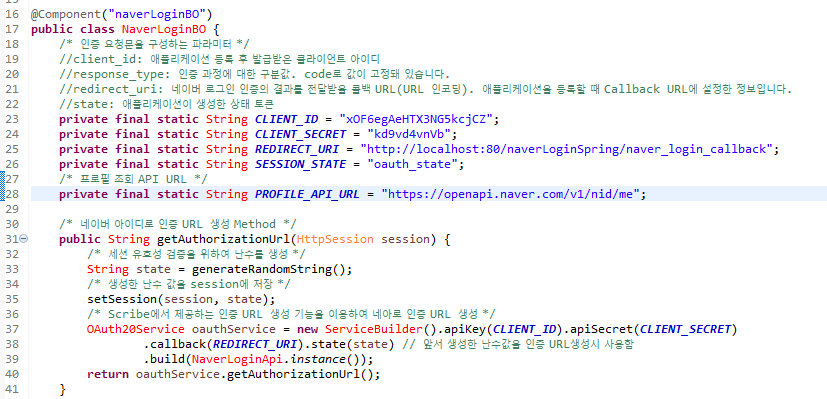 15
16 @Component("naverLoginBO")
17 public class NaverLoginBO {
18 /* 인증 요청문을 구성하는 파라미터 */
19 //client_id: 애플리케이션 등록 후 발급받은 클라이언트 아이디
20 //response_type: 인증 과정에 대한 구분값. code로 값이 고정돼 있습니다.
21 //redirect_uri: 네이버 로그인 인증의 결과를 전달받을 콜백 URL(URL 인코딩). 애플리케이션을 등록할 때 Callback URL에 설정한 정보입니다.
22 //state: 애플리케이션이 생성한 상태 토큰
23 private final static String CLIENT_ID = "xOF6egAeHTX3NG5kcjCZ";
24 private final static String CLIENT_SECRET = "kd9vd4vnVb";
25 private final static String REDIRECT_URI = "http://localhost:80/naverLoginSpring/naver_login_callback";
26 private final static String SESSION_STATE = "oauth_state";
27 /* 프로필 조회 API URL */
28 private final static String PROFILE_API_URL = "https://openapi.naver.com/v1/nid/me";
29
30 /* 네이버 아이디로 인증 URL 생성 Method */
31 public String getAuthorizationUrl(HttpSession session) {
32 /* 세션 유효성 검증을 위하여 난수를 생성 */
33 String state = generateRandomString();
34 /* 생성한 난수 값을 session에 저장 */
35 setSession(session, state);
36 /* Scribe에서 제공하는 인증 URL 생성 기능을 이용하여 네아로 인증 URL 생성 */
37 OAuth20Service oauthService = new ServiceBuilder().apiKey(CLIENT_ID).apiSecret(CLIENT_SECRET)
38 .callback(REDIRECT_URI).state(state) // 앞서 생성한 난수값을 인증 URL생성시 사용함
39 .build(NaverLoginApi.instance());
40 return oauthService.getAuthorizationUrl();
41 }